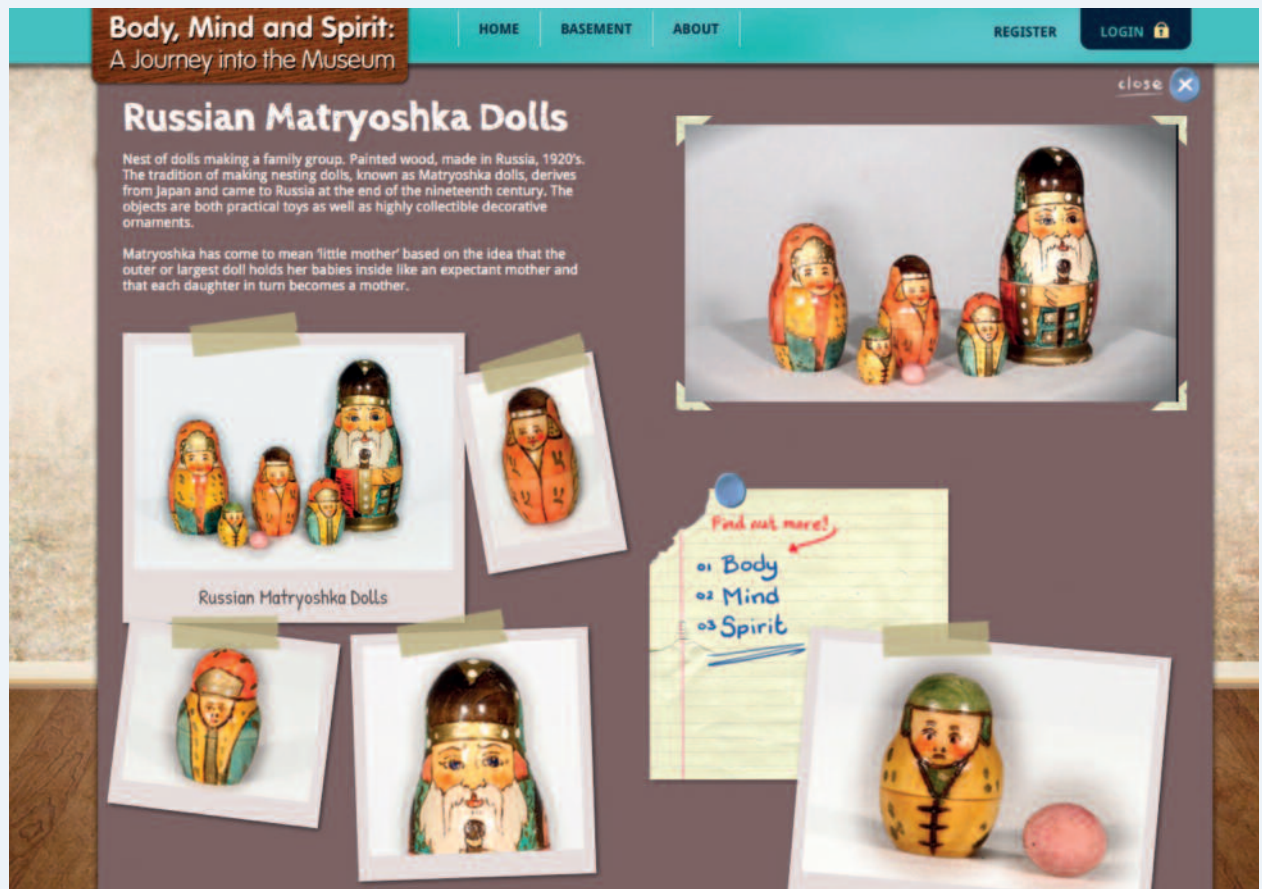 Body, Mind and Spirit:
A Journey into the Museum
HOME
BASEMENT
ABOUT
REGISTER
LOGIN
close
Russian Matryoshka Dolls
Nest of dolls making a family group. Painted wood, made in Russia, 1920's.
The tradition of making nesting dolls, known as Matryoshka dolls, derives
from Japan and came to Russia at the end of the nineteenth century. The
objects are both practical toys as well as highly collectible decorative
ornaments.
Matryoshka has come to mean 'little mother' based on the idea that the
outer or largest doll holds her babies inside like an expectant mother and
that each daughter in turn becomes a mother.
Russian Matryoshka Dolls
Find out more!
01 Body
02 Mind
03 Spirit